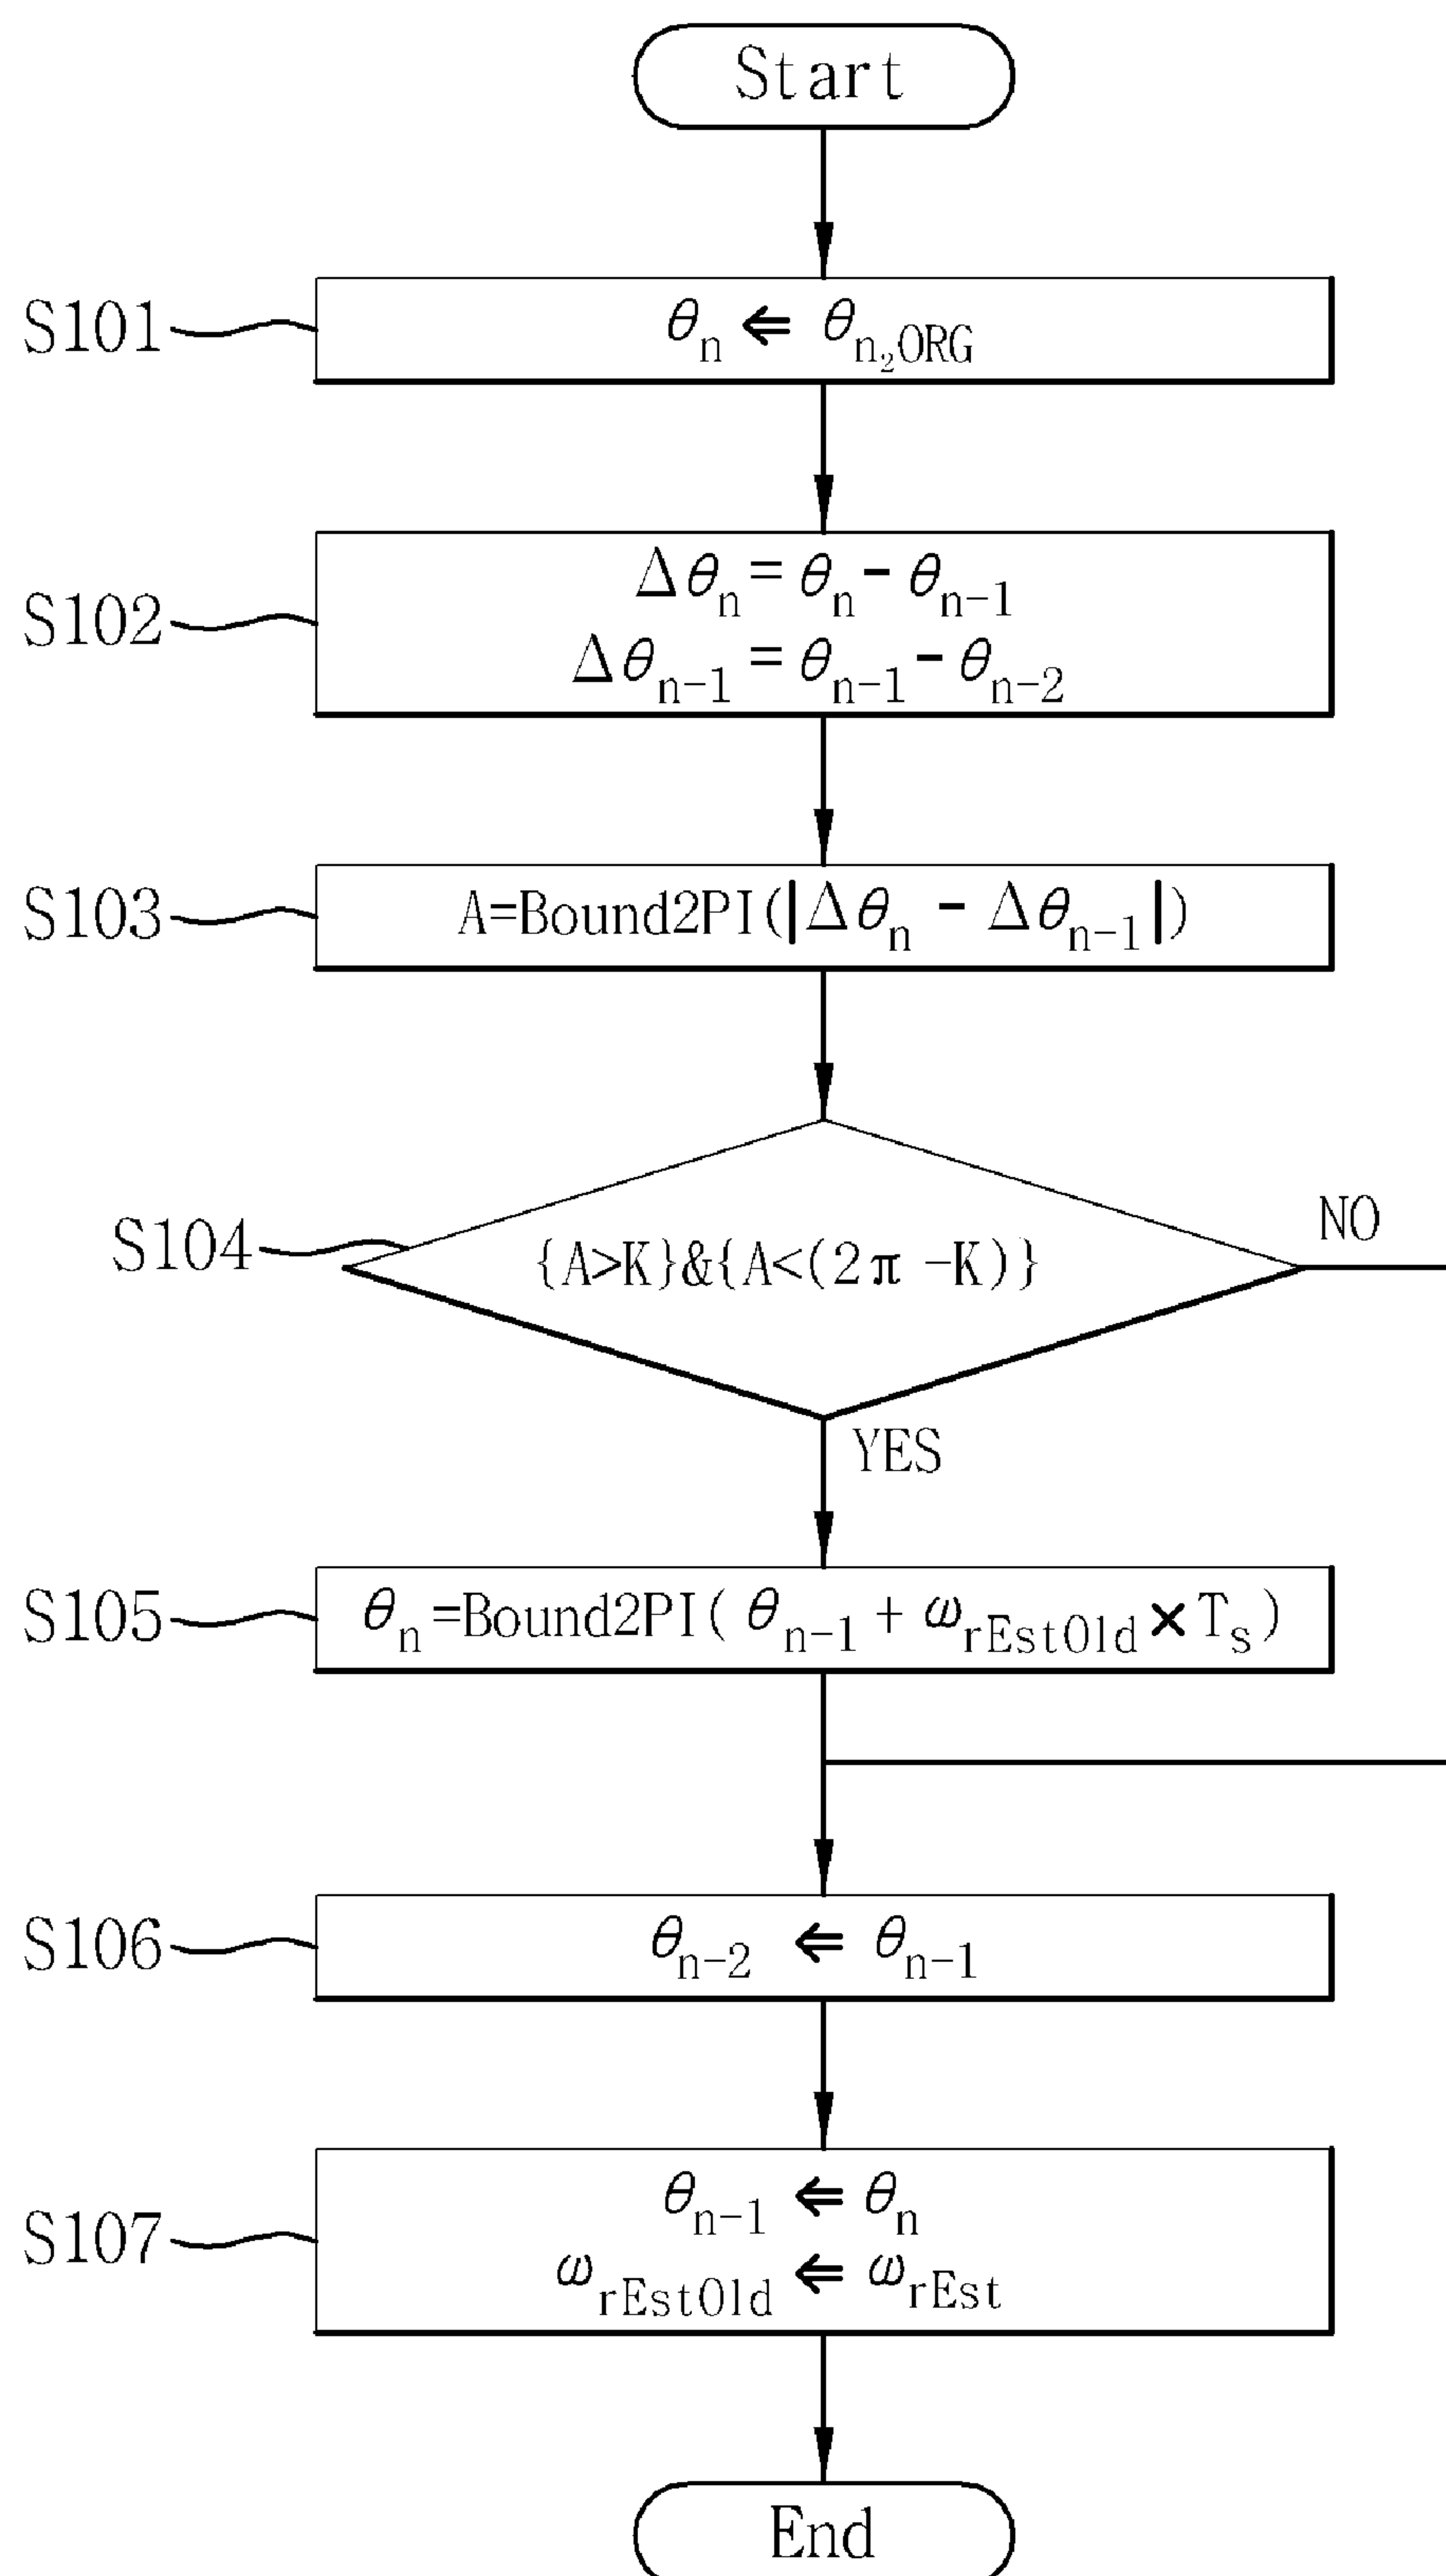 Start
S101
θn ⇐ θn₂ORG
S102
Δθn = θn - θn-1
Δθn-1 = θn-1 - θn-2
S103
A=Bound2PI(|Δθn - Δθn-1|)
S104
{A>K}&{A<(2π -K)}
NO
YES
S105
θn =Bound2PI( θn-1 + ωrEstOld × Ts)
S106
θn-2 ⇐ θn-1
S107
θn-1 ⇐ θn
ωrEstOld ⇐ ωrEst
End